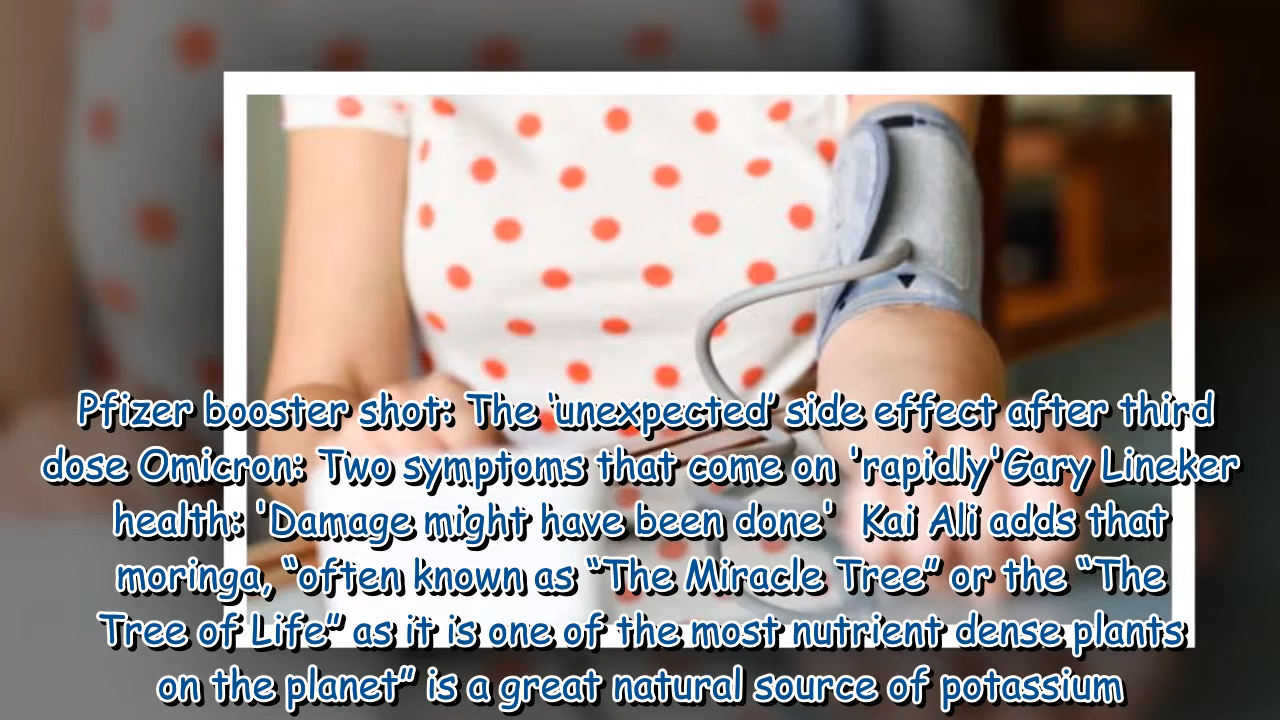 Pfizer booster shot: The 'unexpected' side effect after third
dose Omicron: Two symptoms that come on 'rapidly'Gary Lineker
health: 'Damage might have been done'  Kai Ali adds that
moringa, “often known as “The Miracle Tree” or the “The
Tree of Life” as it is one of the most nutrient dense plants
on the planet” is a great natural source of potassium